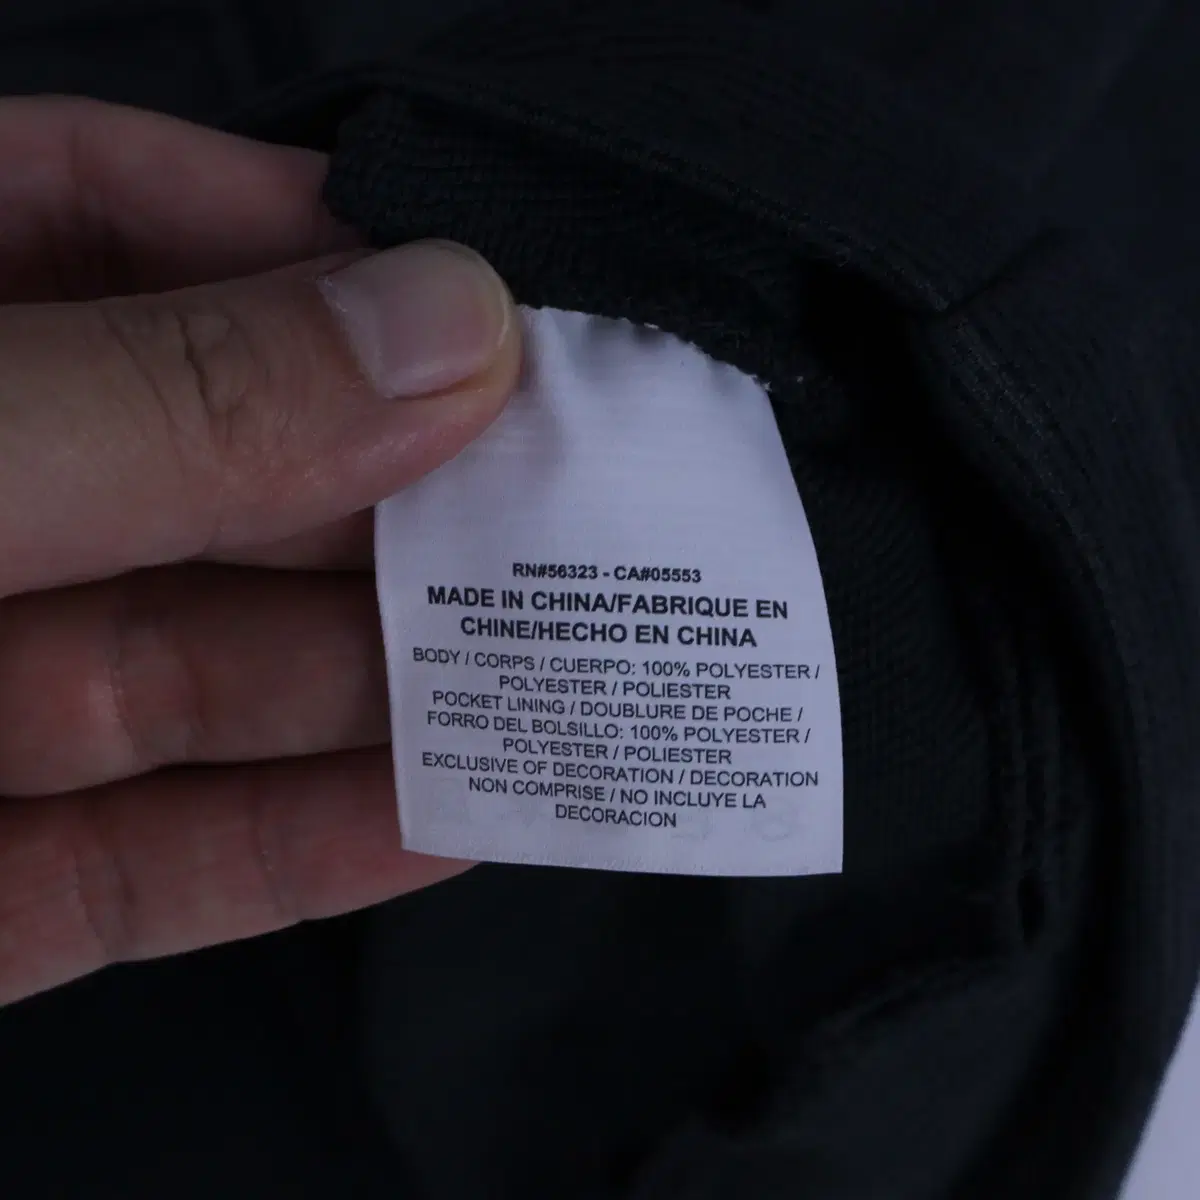 RN#56323 - CA#05553
MADE IN CHINA/FABRIQUE EN
CHINE/HECHO EN CHINA
BODY / CORPS / CUERPO: 100% POLYESTER /
POLYESTER / POLIESTER
POCKET LINING / DOUBLURE DE POCHE /
FORRO DEL BOLSILLO: 100% POLYESTER /
POLYESTER / POLIESTER
EXCLUSIVE OF DECORATION / DECORATION
NON COMPRISE / NO INCLUYE LA
DECORACION